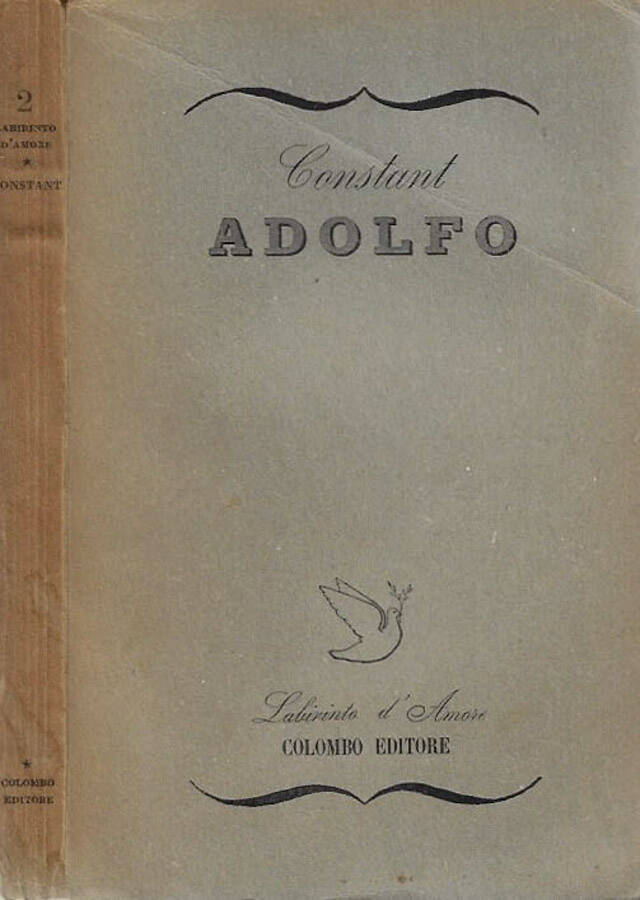 2
LABIRINTO
D'AMORE
*
CONSTANT
*
COLOMBO
EDITORE
Constant
ADOLFO
Labirinto d'Amore
COLOMBO EDITORE